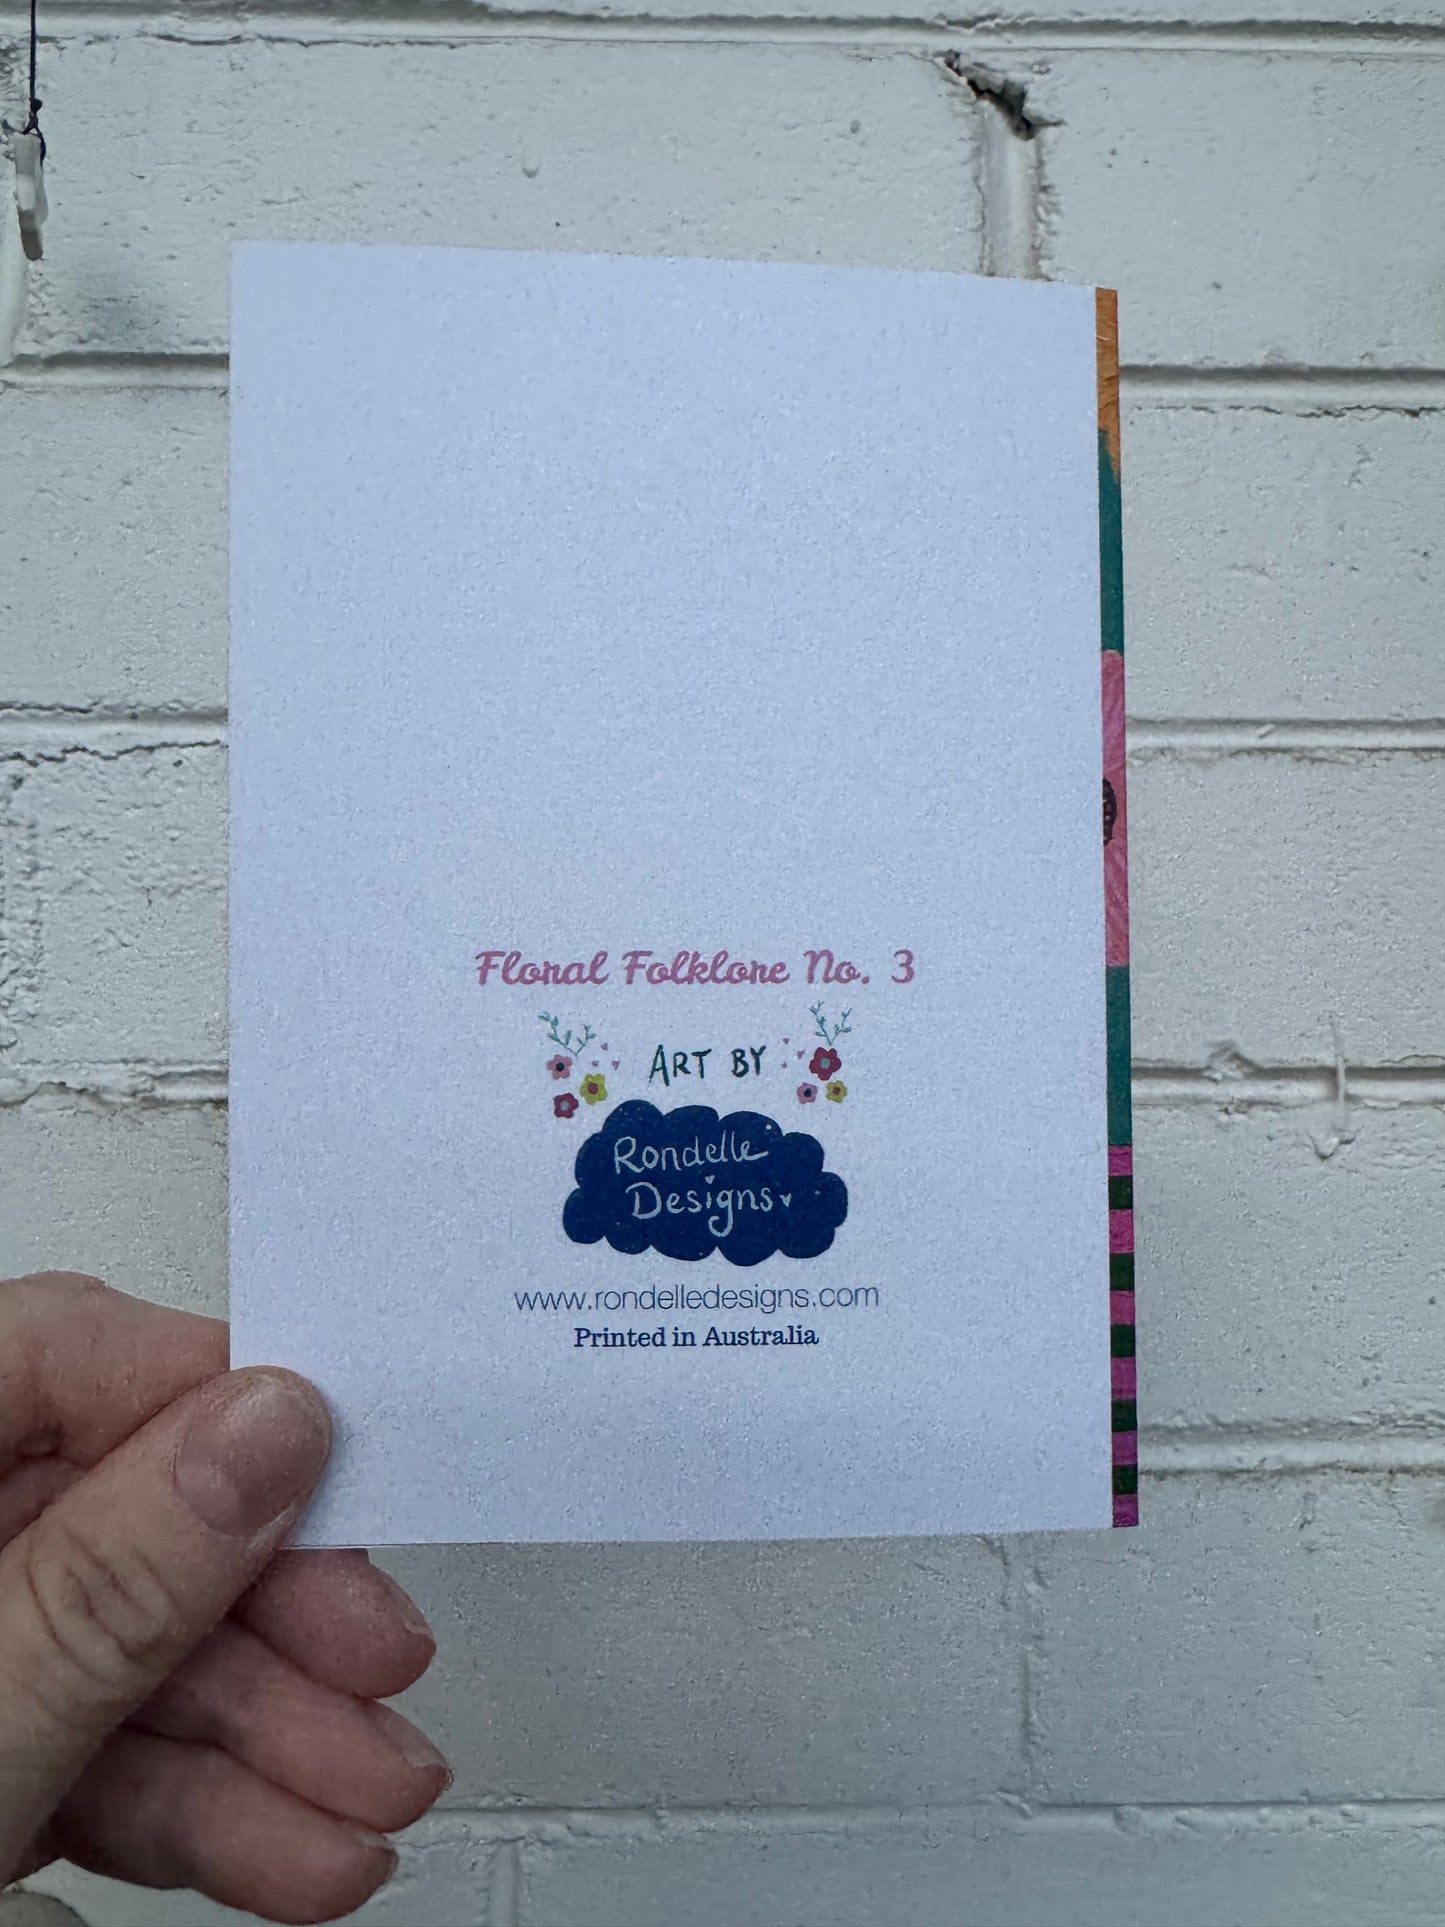 Floral Folklore No. 3
ART BY
Rondelle
Designs
www.rondelledesigns.com
Printed in Australia